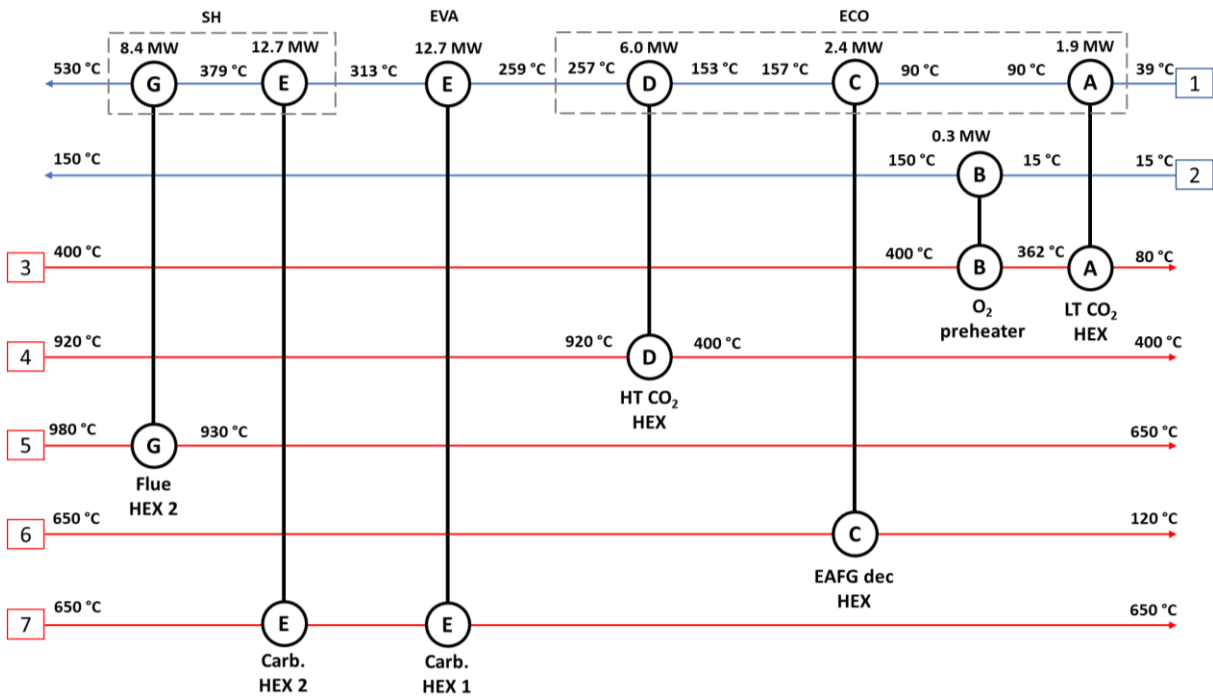 SH EVA ECO
8.4 MW 12.7 MW 12.7 MW 6.0 MW 2.4 MW 1.9 MW
530 °C G 379 °C E 313 °C E 259 °C 257 °C D 153 °C 157 °C C 90 °C 90 °C A 39 °C 1
0.3 MW
150 °C 150 °C B 15 °C 15 °C 2
3 400 °C 400 °C B 362 °C A 80 °C
O₂
preheater
LT CO₂
HEX
4 920 °C 920 °C D 400 °C 400 °C
HT CO₂
HEX
5 980 °C G 930 °C 650 °C
Flue
HEX 2
6 650 °C C 120 °C
EAFG dec
HEX
7 650 °C E E 650 °C
Carb.
HEX 2
Carb.
HEX 1